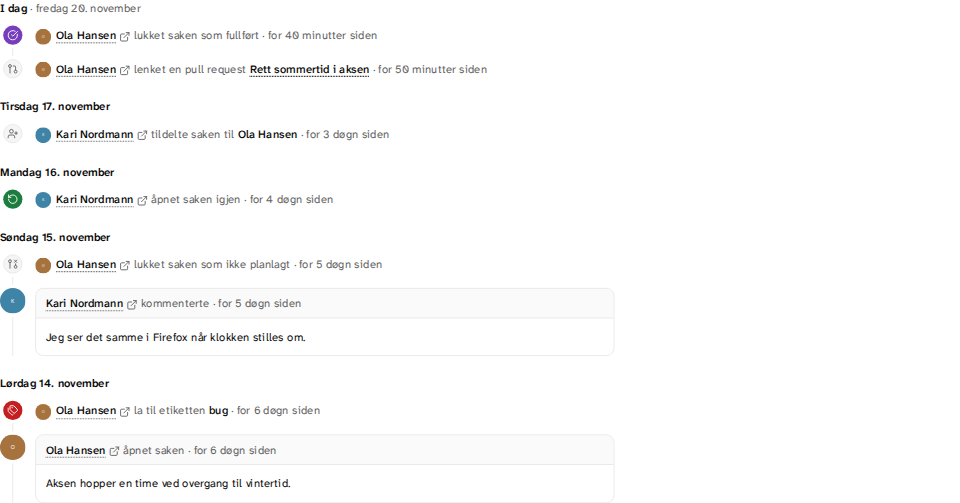 I dag · fredag 20. november
Ola Hansen lukket saken som fullført · for 40 minutter siden
Ola Hansen lenket en pull request Rett sommertid i aksen · for 50 minutter siden
Tirsdag 17. november
Kari Nordmann tildelte saken til Ola Hansen · for 3 døgn siden
Mandag 16. november
Kari Nordmann åpnet saken igjen · for 4 døgn siden
Søndag 15. november
Ola Hansen lukket saken som ikke planlagt · for 5 døgn siden
K
Kari Nordmann kommenterte · for 5 døgn siden
Jeg ser det samme i Firefox når klokken stilles om.
Lørdag 14. november
Ola Hansen la til etiketten bug · for 6 døgn siden
O
Ola Hansen åpnet saken · for 6 døgn siden
Aksen hopper en time ved overgang til vintertid.